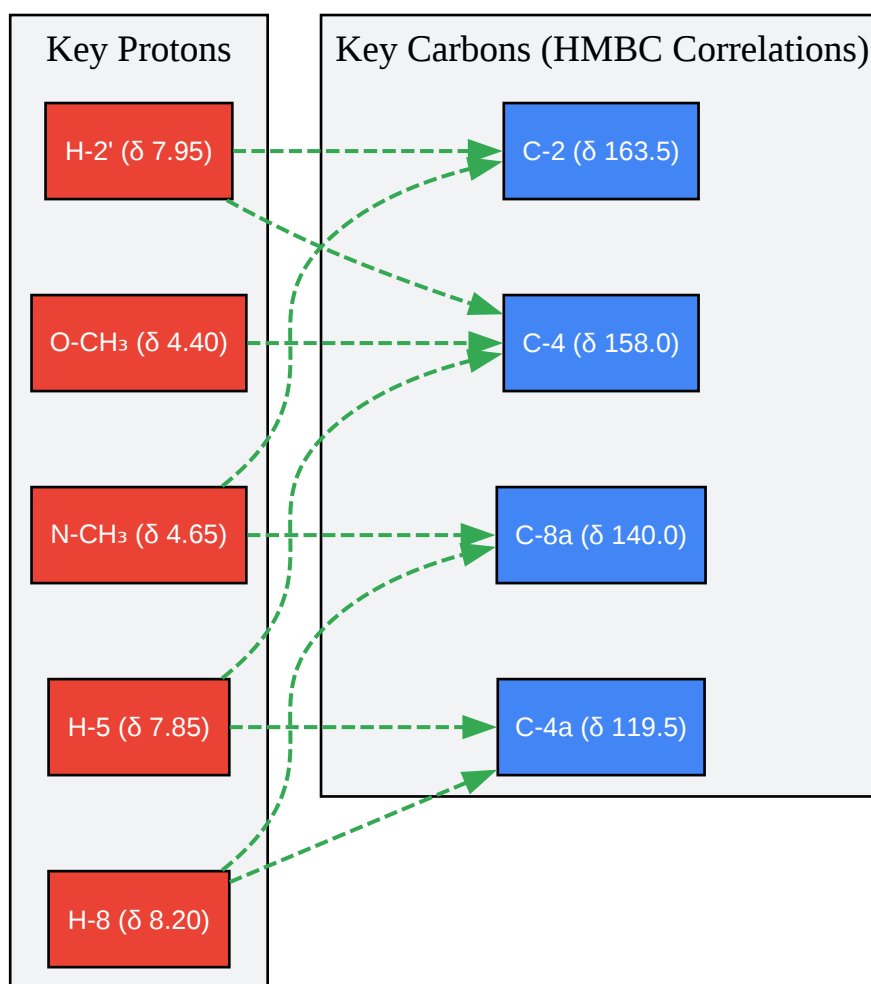 Key Protons
Key Carbons (HMBC Correlations)
H-2' (δ 7.95)
C-2 (δ 163.5)
O-CH₃ (δ 4.40)
C-4 (δ 158.0)
N-CH₃ (δ 4.65)
C-8a (δ 140.0)
H-5 (δ 7.85)
C-4a (δ 119.5)
H-8 (δ 8.20)